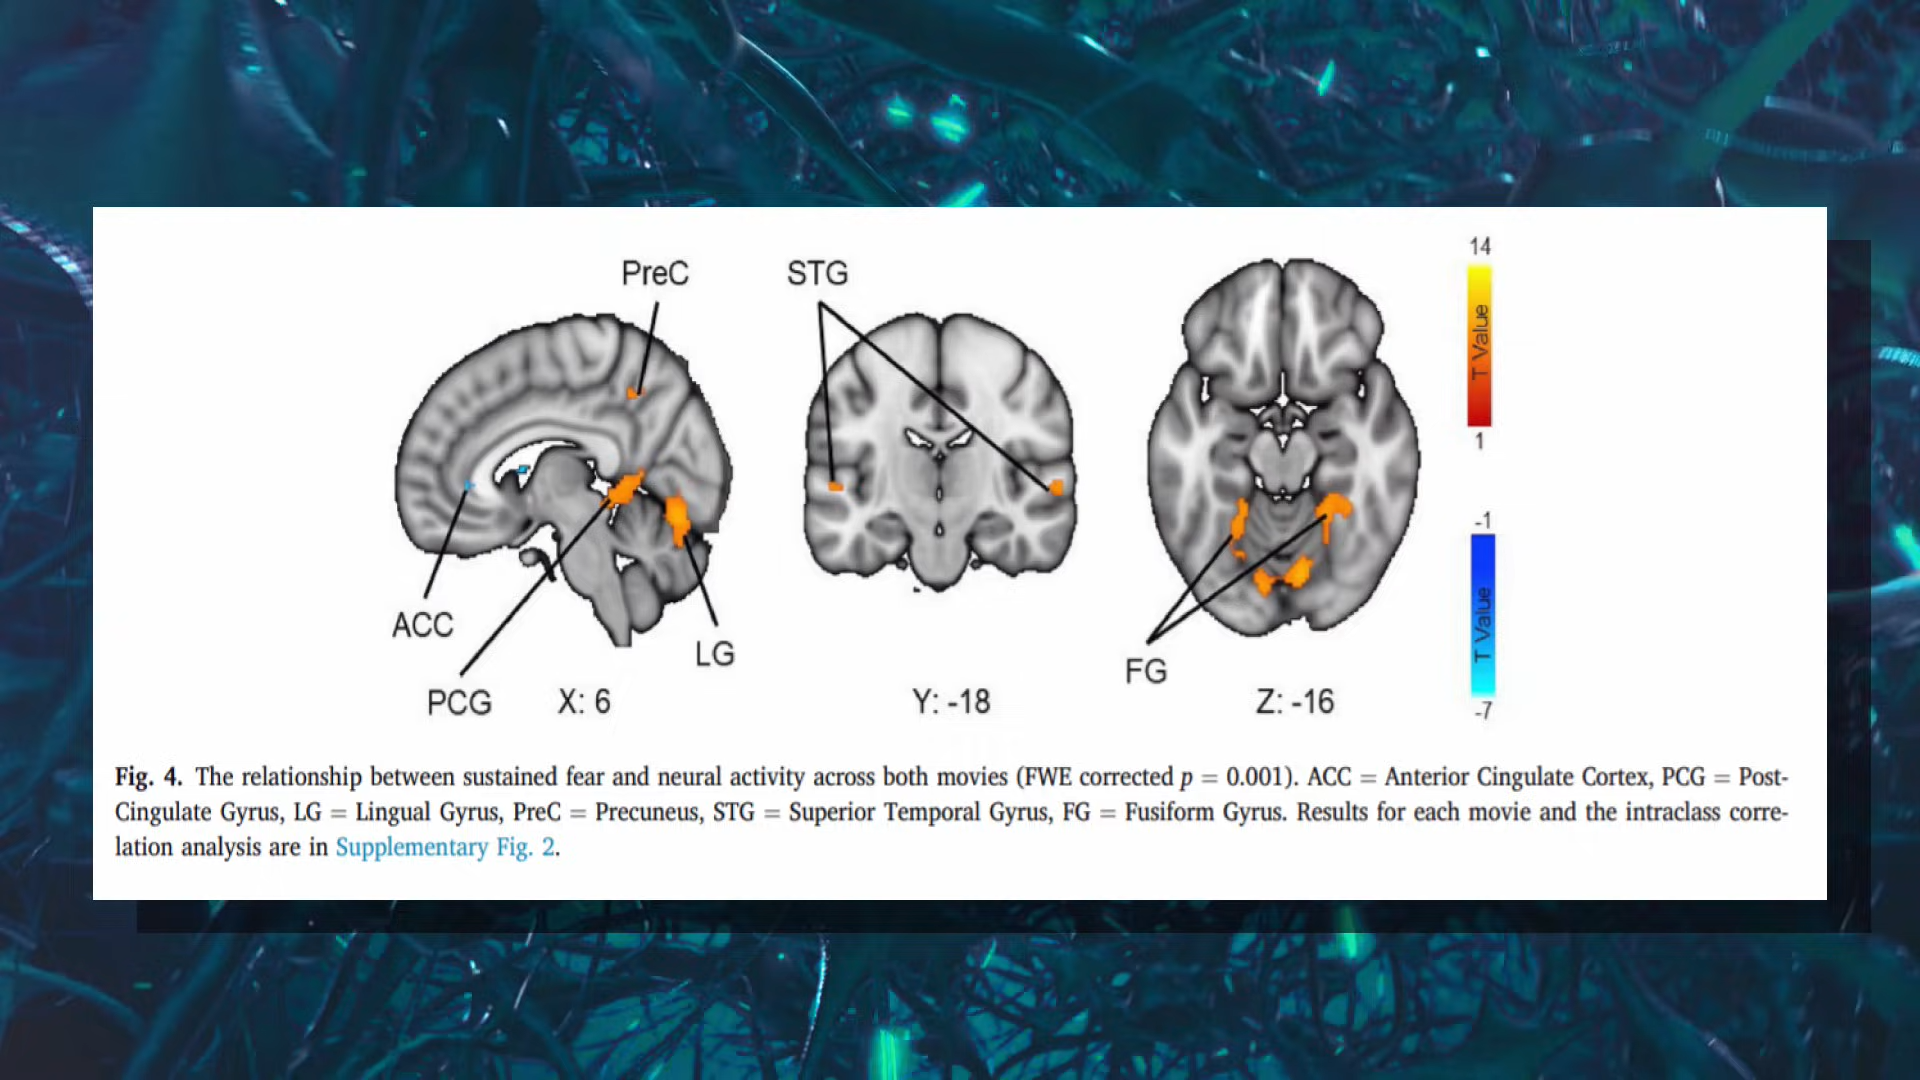 PreC
STG
14
T Value
1
-1
T Value
-7
ACC
LG
FG
PCG
X: 6
Y: -18
Z: -16
Fig. 4. The relationship between sustained fear and neural activity across both movies (FWE corrected p = 0.001). ACC = Anterior Cingulate Cortex, PCG = Post-
Cingulate Gyrus, LG = Lingual Gyrus, PreC = Precuneus, STG = Superior Temporal Gyrus, FG = Fusiform Gyrus. Results for each movie and the intraclass corre-
lation analysis are in Supplementary Fig. 2.